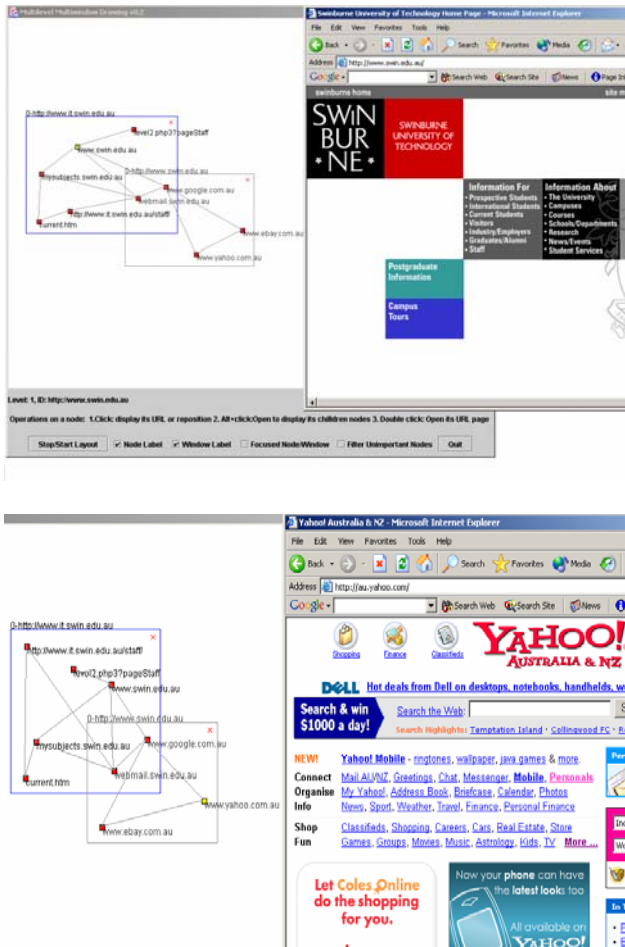 Multilevel Multiwindow Drawing v0.2
Swinburne University of Technology Home Page - Microsoft Internet Explorer
File Edit View Favorites Tools Help
Back Search Favorites Media
Address http://www.swin.edu.au/
Google Search Web Search Site News Page In
swinburne home site m
SWIN
BUR
NE
SWINBURNE
UNIVERSITY OF
TECHNOLOGY
Information For
• Prospective Students
• International Students
• Current Students
• Visitors
• Industry/Employers
• Graduates/Alumni
• Staff
Information About
• The University
• Campuses
• Courses
• Schools/Departments
• Research
• News/Events
• Student Services
Postgraduate
Information
Campus
Tours
0-http://www.it.swin.edu.au
level2.php3?pageStaff
www.swin.edu.au
0-http://www.it.swin.edu.au
mysubjects.swin.edu.au
www.google.com.au
webmail.swin.edu.au
http://www.it.swin.edu.au/staff/
current.htm
www.ebay.com.au
www.yahoo.com.au
Level: 1, ID: http://www.swin.edu.au
Operations on a node: 1.Click: display its URL or reposition 2. Alt+click:Open to display its childtren nodes 3. Double click: Open its URL page
Stop/Start Layout Node Label Window Label Focused Node/Window Filter Unimportant Nodes Quit
Yahoo! Australia & NZ - Microsoft Internet Explorer
File Edit View Favorites Tools Help
Back Search Favorites Media
Address http://au.yahoo.com/
Google Search Web Search Site News
Shopping Finance Classifieds
YAHOO!
AUSTRALIA & NZ
DELL Hot deals from Dell on desktops, notebooks, handhelds, w
Search & win
$1000 a day!
Search the Web: S
Search Highlights: Temptation Island · Collingwood FC · R
NEW! Yahoo! Mobile - ringtones, wallpaper, java games & more.
Connect Mail AU/NZ, Greetings, Chat, Messenger, Mobile, Personals
Organise My Yahoo!, Address Book, Briefcase, Calendar, Photos
Info News, Sport, Weather, Travel, Finance, Personal Finance
Shop Classifieds, Shopping, Careers, Cars, Real Estate, Store
Fun Games, Groups, Movies, Music, Astrology, Kids, TV More ...
Let Coles Online
do the shopping
for you.
Now your phone can have
the latest looks too
All available on
YAHOO!
In T
0-http://www.it.swin.edu.au
http://www.it.swin.edu.au/staff/
level2.php3?pageStaff
www.swin.edu.au
0-http://www.it.swin.edu.au
mysubjects.swin.edu.au
www.google.com.au
current.htm
webmail.swin.edu.au
www.yahoo.com.au
www.ebay.com.au